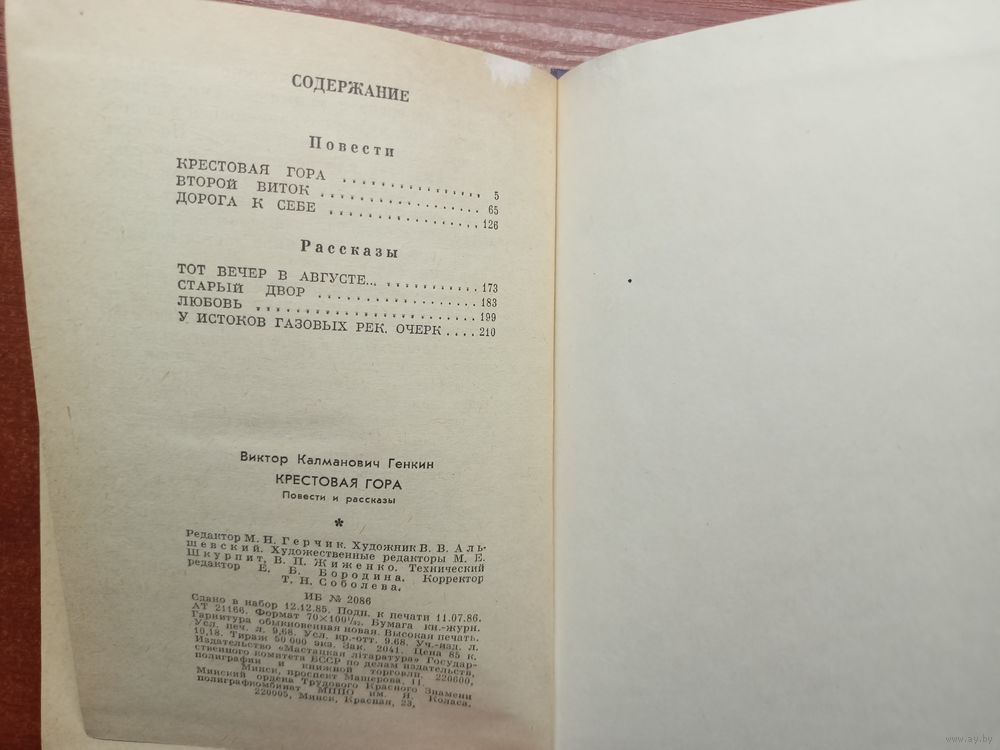 СОДЕРЖАНИЕ
Повести
КРЕСТОВАЯ ГОРА . . . . . . . . . . . . . . . . 5
ВТОРОЙ ВИТОК . . . . . . . . . . . . . . . . . . 65
ДОРОГА К СЕБЕ . . . . . . . . . . . . . . . . . 126
Рассказы
ТОТ ВЕЧЕР В АВГУСТЕ... . . . . . . . . . . . . 173
СТАРЫЙ ДВОР . . . . . . . . . . . . . . . . . . 183
ЛЮБОВЬ . . . . . . . . . . . . . . . . . . . . . . . . 199
У ИСТОКОВ ГАЗОВЫХ РЕК. ОЧЕРК . . . . 210
Виктор Калманович Генкин
КРЕСТОВАЯ ГОРА
Повести и рассказы
*
Редактор М. Н. Герчик. Художник В. В. Аль-
шевский. Художественные редакторы М. Е.
Шкурпит, В. П. Жиженко. Технический
редактор Е. Б. Бородина. Корректор
Т. Н. Соболева.
ИБ № 2086
Сдано в набор 12.12.85. Подп. к печати 11.07.86.
АТ 21166. Формат 70×100¹/₃₂. Бумага кн.-журн.
Гарнитура обыкновенная новая. Высокая печать.
Усл. печ. л. 9,68. Усл. кр.-отт. 9.68. Уч.-изд. л.
10,18. Тираж 50 000 экз. Зак. 2041. Цена 85 к.
Издательство «Мастацкая літаратура» Государ-
ственного комитета БССР по делам издательств,
полиграфии и книжной торговли. 220600,
Минск, проспект Машерова, 11.
Минский ордена Трудового Красного Знамени
полиграфкомбинат МППО им. Я. Коласа.
220005, Минск, Красная, 23.
www.ay.by